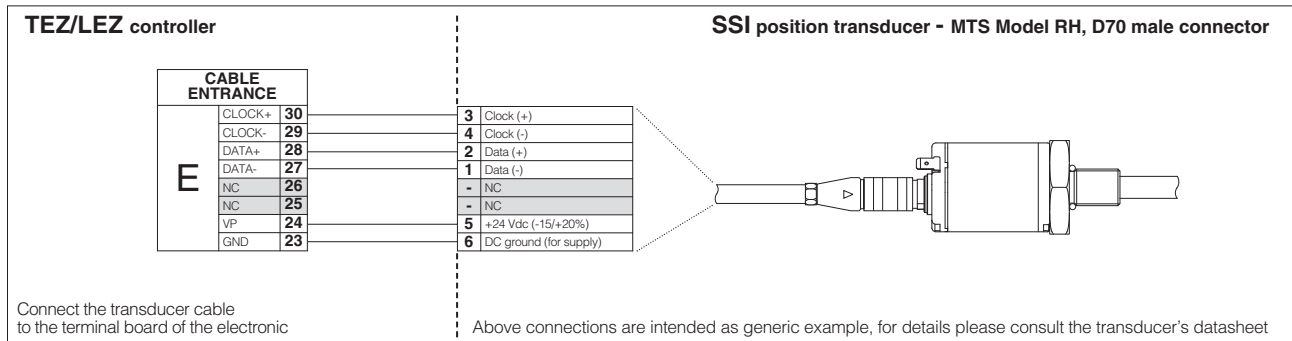 TEZ/LEZ controller
SSI position transducer - MTS Model RH, D70 male connector
CABLE
ENTRANCE
E
CLOCK+ 30
CLOCK- 29
DATA+ 28
DATA- 27
NC 26
NC 25
VP 24
GND 23
3 Clock (+)
4 Clock (-)
2 Data (+)
1 Data (-)
- NC
- NC
5 +24 Vdc (-15/+20%)
6 DC ground (for supply)
Connect the transducer cable
to the terminal board of the electronic
Above connections are intended as generic example, for details please consult the transducer's datasheet